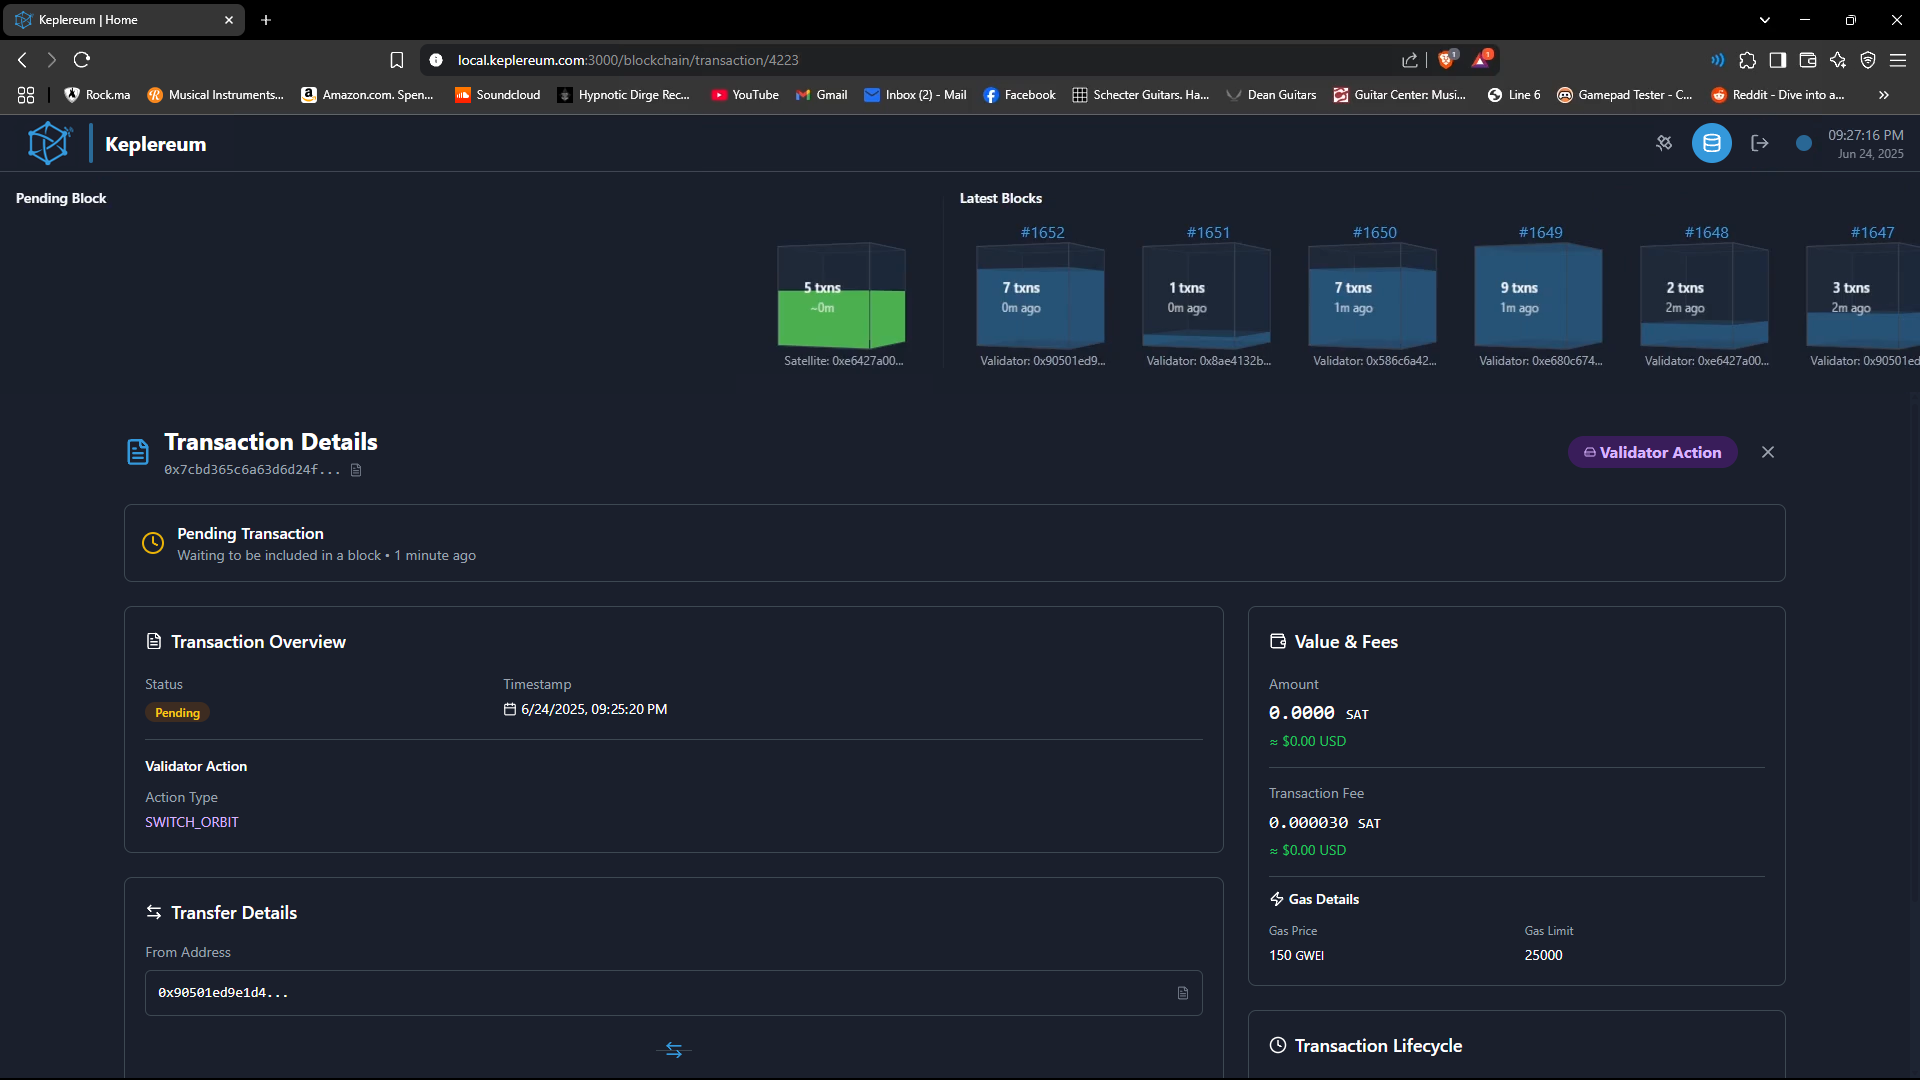 Keplereum | Home
local.keplereum.com:3000/blockchain/transaction/4223
1
1
Rock.ma
Musical Instruments...
Amazon.com. Spen...
Soundcloud
Hypnotic Dirge Rec...
YouTube
Gmail
Inbox (2) - Mail
Facebook
Schecter Guitars. Ha...
Dean Guitars
Guitar Center: Musi...
Line 6
Gamepad Tester - C...
Reddit - Dive into a...
Keplereum
09:27:16 PM
Jun 24, 2025
Pending Block
Latest Blocks
#1652
#1651
#1650
#1649
#1648
#1647
5 txns
~0m
7 txns
0m ago
1 txns
0m ago
7 txns
1m ago
9 txns
1m ago
2 txns
2m ago
3 txns
2m ago
Satellite: 0xe6427a00...
Validator: 0x90501ed9...
Validator: 0x8ae4132b...
Validator: 0x586c6a42...
Validator: 0xe680c674...
Validator: 0xe6427a00...
Validator: 0x90501ed
Transaction Details
0x7cbd365c6a63d6d24f...
Validator Action
Pending Transaction
Waiting to be included in a block • 1 minute ago
Transaction Overview
Status
Pending
Timestamp
6/24/2025, 09:25:20 PM
Validator Action
Action Type
SWITCH_ORBIT
Transfer Details
From Address
0x90501ed9e1d4...
Value & Fees
Amount
0.0000 SAT
≈ $0.00 USD
Transaction Fee
0.000030 SAT
≈ $0.00 USD
Gas Details
Gas Price
150 GWEI
Gas Limit
25000
Transaction Lifecycle